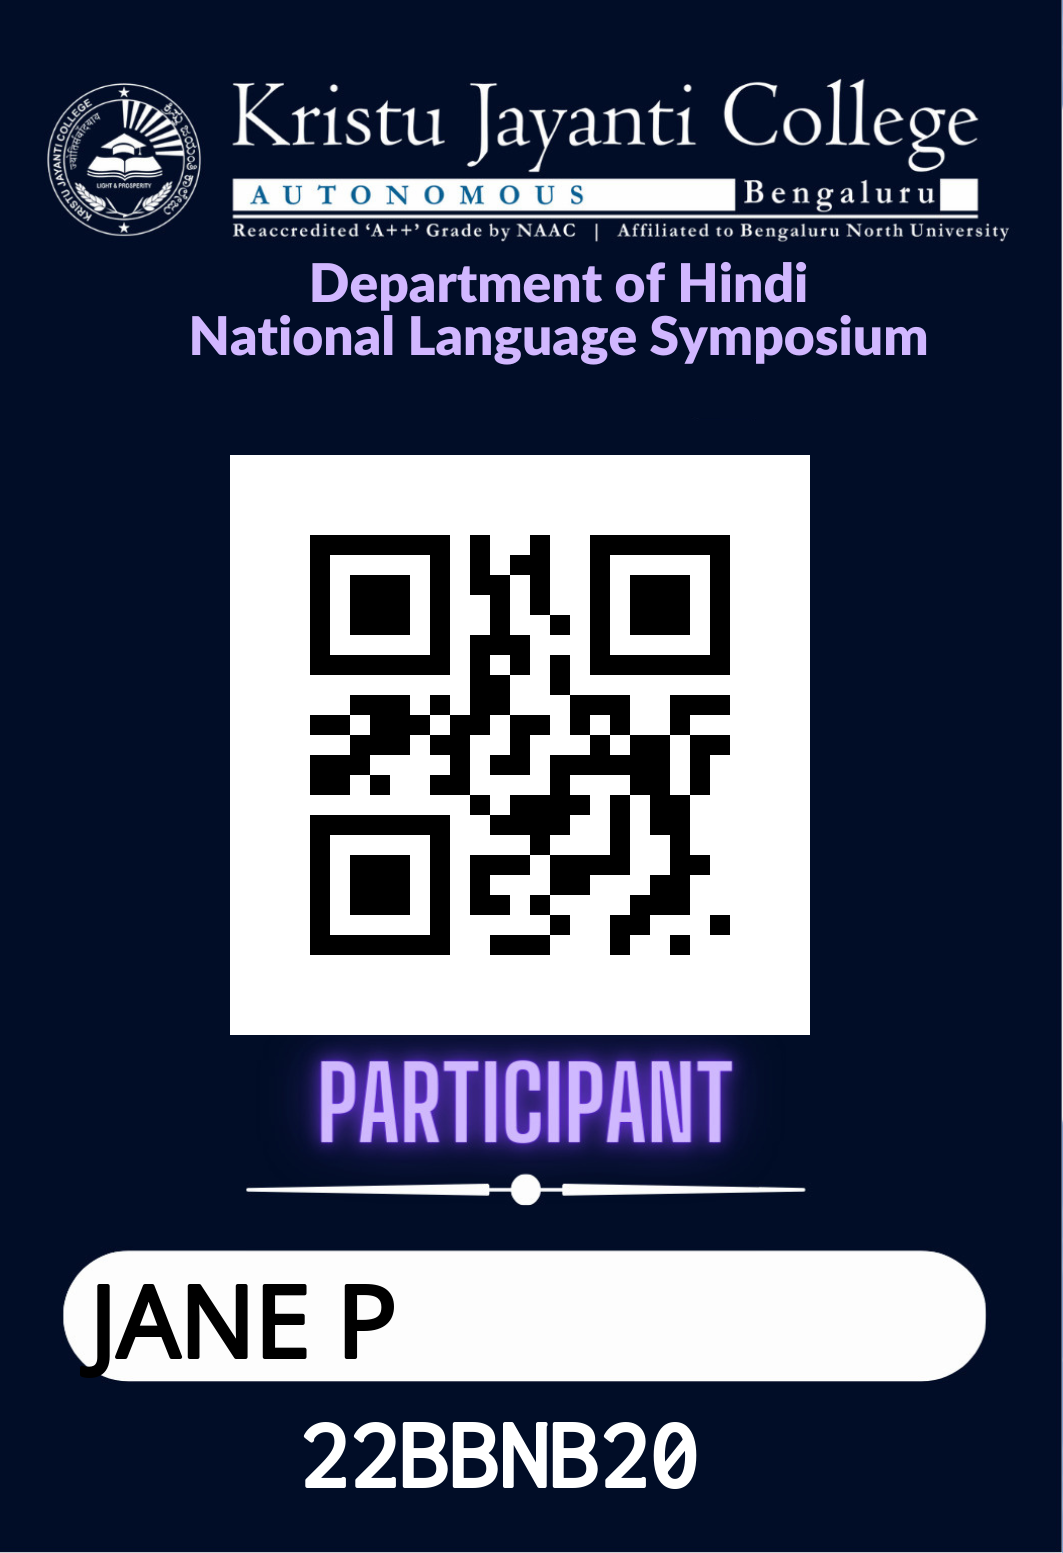 KRISTU JAYANTI COLLEGE
LIGHT & PROSPERITY
Kristu Jayanti College
AUTONOMOUS Bengaluru
Reaccredited ‘A++’ Grade by NAAC | Affiliated to Bengaluru North University
Department of Hindi
National Language Symposium
PARTICIPANT
JANE P
22BBNB20